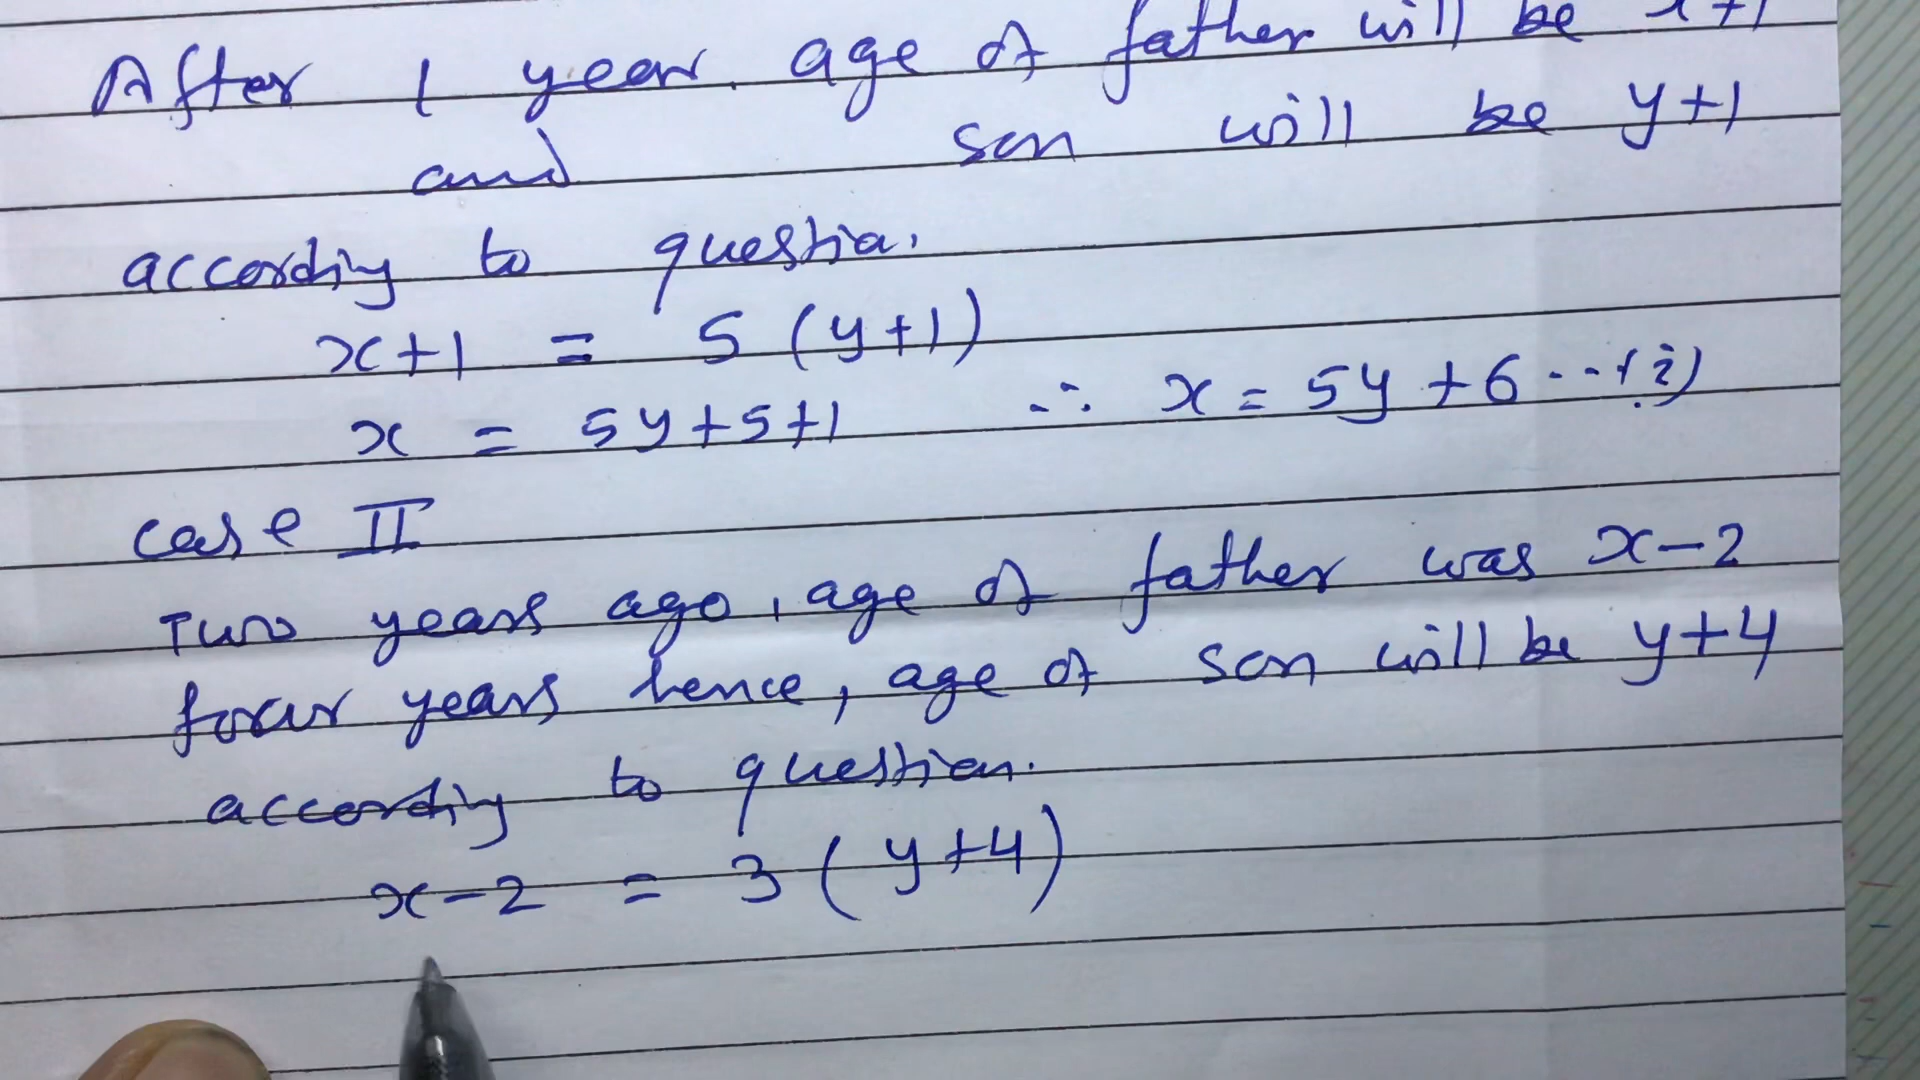 After 1 year age of father will be x+1
and son will be y+1
according to question.
x+1 = 5 (y+1)
x = 5y+5+1 ∴ x = 5y+6 ---(i)
case II
Two years ago, age of father was x-2
four years hence, age of son will be y+4
according to question.
x-2 = 3 (y+4)